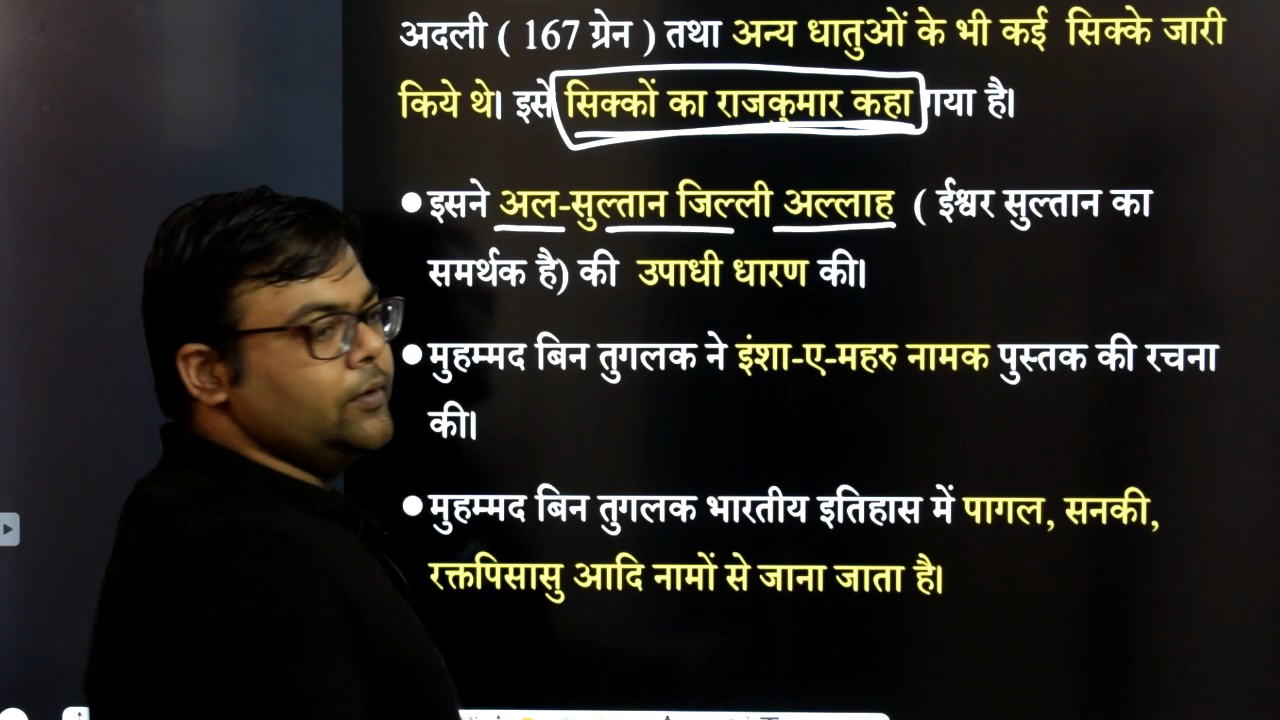 अदली ( 167 ग्रेन ) तथा अन्य धातुओं के भी कई सिक्के जारी
किये थे। इसे सिक्कों का राजकुमार कहा गया है।
●इसने अल-सुल्तान जिल्ली अल्लाह ( ईश्वर सुल्तान का
समर्थक है) की उपाधी धारण की।
●मुहम्मद बिन तुगलक ने इंशा-ए-महरु नामक पुस्तक की रचना
की।
●मुहम्मद बिन तुगलक भारतीय इतिहास में पागल, सनकी,
रक्तपिसासु आदि नामों से जाना जाता है।